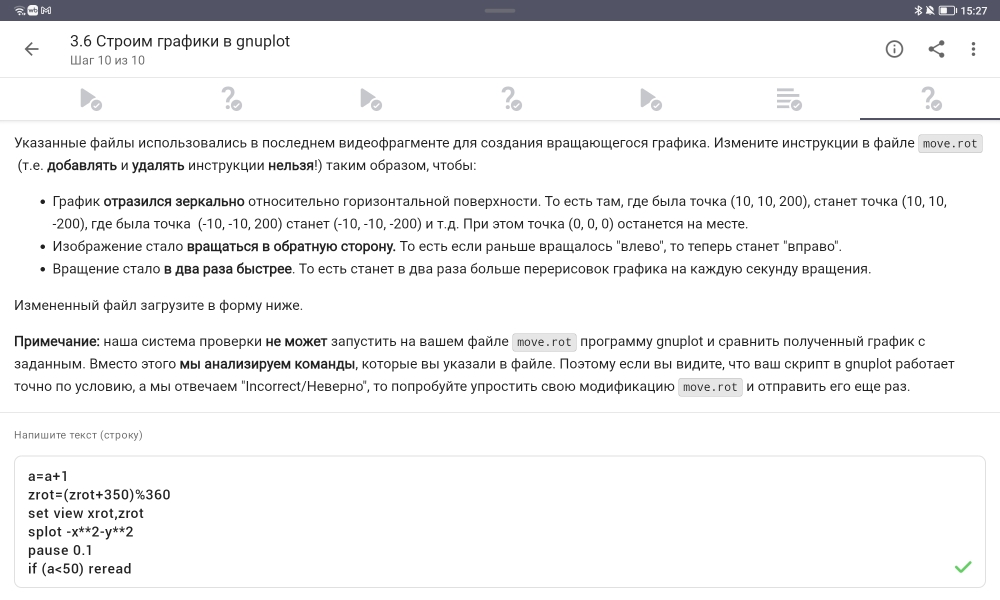 15:27
3.6 Строим графики в gnuplot
Шаг 10 из 10
Указанные файлы использовались в последнем видеофрагменте для создания вращающегося графика. Измените инструкции в файле move.rot
(т.е. добавлять и удалять инструкции нельзя!) таким образом, чтобы:
• График отразился зеркально относительно горизонтальной поверхности. То есть там, где была точка (10, 10, 200), станет точка (10, 10,
-200), где была точка (-10, -10, 200) станет (-10, -10, -200) и т.д. При этом точка (0, 0, 0) останется на месте.
• Изображение стало вращаться в обратную сторону. То есть если раньше вращалось "влево", то теперь станет "вправо".
• Вращение стало в два раза быстрее. То есть станет в два раза больше перерисовок графика на каждую секунду вращения.
Измененный файл загрузите в форму ниже.
Примечание: наша система проверки не может запустить на вашем файле move.rot программу gnuplot и сравнить полученный график с
заданным. Вместо этого мы анализируем команды, которые вы указали в файле. Поэтому если вы видите, что ваш скрипт в gnuplot работает
точно по условию, а мы отвечаем "Incorrect/Неверно", то попробуйте упростить свою модификацию move.rot и отправить его еще раз.
Напишите текст (строку)
a=a+1
zrot=(zrot+350)%360
set view xrot,zrot
splot -x**2-y**2
pause 0.1
if (a<50) reread